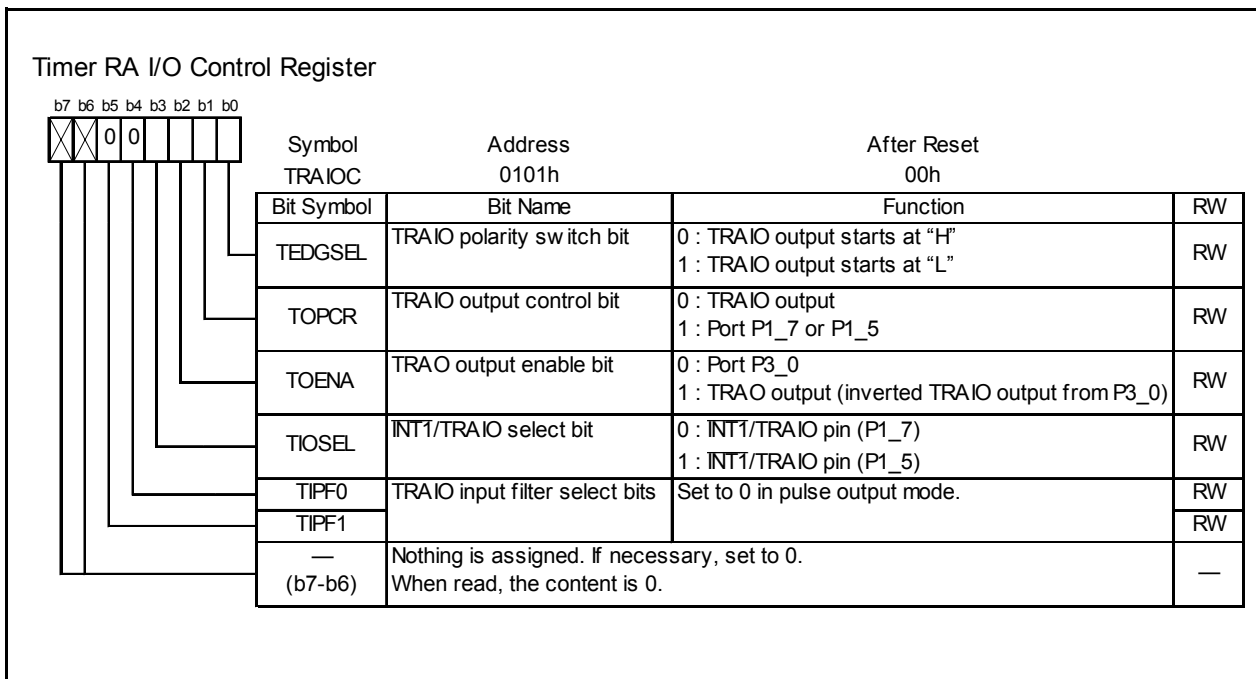 Timer RA I/O Control Register
b7 b6 b5 b4 b3 b2 b1 b0
0 0
Symbol Address After Reset
TRAIOC 0101h 00h
Bit Symbol Bit Name Function RW
TEDGSEL TRAIO polarity switch bit 0 : TRAIO output starts at “H” RW
1 : TRAIO output starts at “L”
TOPCR TRAIO output control bit 0 : TRAIO output RW
1 : Port P1_7 or P1_5
TOENA TRAO output enable bit 0 : Port P3_0 RW
1 : TRAO output (inverted TRAIO output from P3_0)
TIOSEL INT1/TRAIO select bit 0 : INT1/TRAIO pin (P1_7) RW
1 : INT1/TRAIO pin (P1_5)
TIPF0 TRAIO input filter select bits Set to 0 in pulse output mode. RW
TIPF1 RW
— Nothing is assigned. If necessary, set to 0. —
(b7-b6) When read, the content is 0.